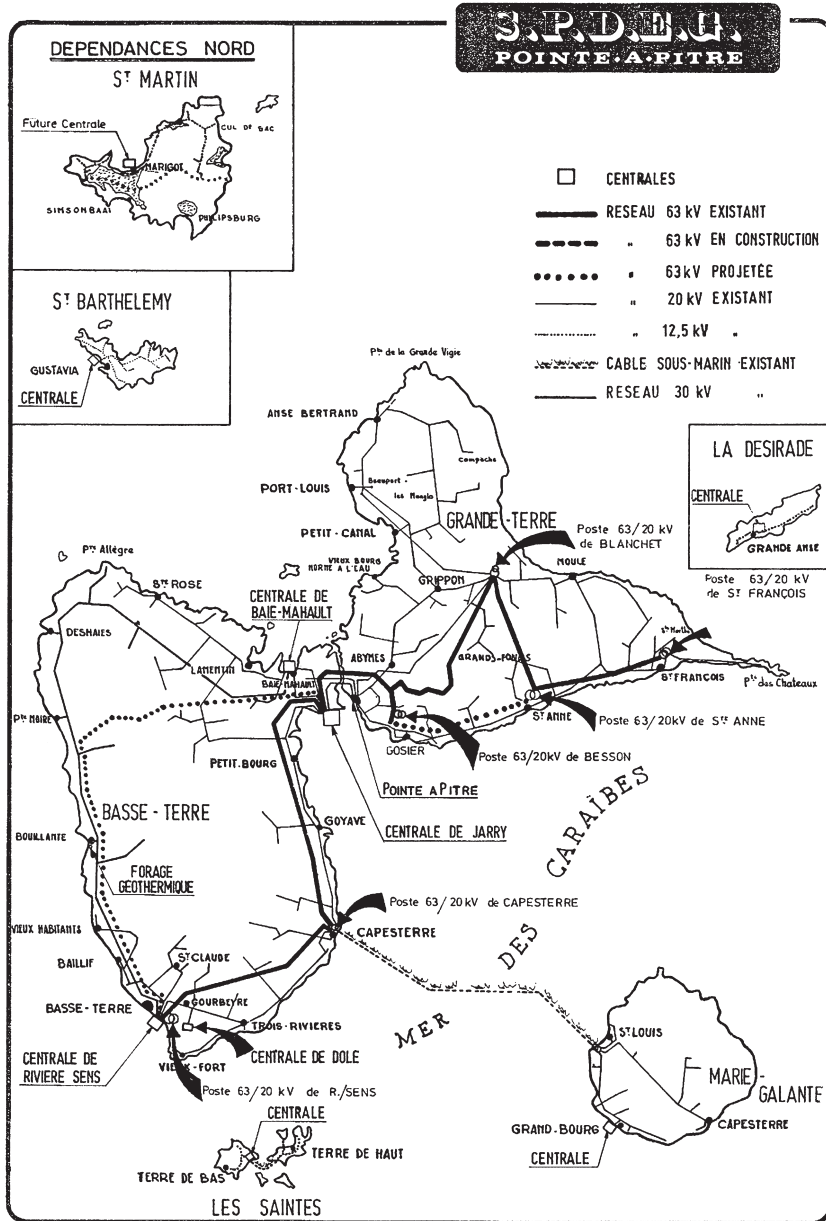 S.P.D.E.G.
POINTE-A-PITRE
DEPENDANCES NORD
ST MARTIN
Future Centrale
CUL DE SAC
MARIGOT
SIMSONBAAI
PHILIPSBURG
ST BARTHELEMY
GUSTAVIA
CENTRALE
CENTRALES
RESEAU 63 kV EXISTANT
" 63 kV EN CONSTRUCTION
" 63kV PROJETÉE
" 20 kV EXISTANT
" 12,5 kV "
CABLE SOUS-MARIN EXISTANT
RESEAU 30 kV "
LA DESIRADE
CENTRALE
GRANDE ANSE
Pte de la Grande Vigie
ANSE BERTRAND
Campêche
Beauport
les Mangles
PORT-LOUIS
GRANDE-TERRE
PETIT-CANAL
Poste 63/20 kV
de BLANCHET
VIEUX BOURG
MORNE A L'EAU
GRIPPON
MOULE
Poste 63/20 kV
de ST FRANÇOIS
Pte Allègre
Ste ROSE
CENTRALE DE
BAIE-MAHAULT
DESHAIES
LAMENTIN
BAIE-MAHAULT
ABYMES
GRANDS-FONDS
Ste Marthe
ST FRANÇOIS
Pte des Chateaux
Pte NOIRE
ST ANNE
Poste 63/20kV de STE ANNE
GOSIER
Poste 63/20kV de BESSON
PETIT-BOURG
POINTE A PITRE
BASSE-TERRE
GOYAVE
CENTRALE DE JARRY
BOUILLANTE
FORAGE
GEOTHERMIQUE
MER DES CARAÏBES
Poste 63/20 kV de CAPESTERRE
VIEUX HABITANTS
CAPESTERRE
BAILLIF
ST CLAUDE
BASSE-TERRE
GOURBEYRE
TROIS-RIVIERES
CENTRALE DE
RIVIERE SENS
CENTRALE DE DOLE
VIEUX-FORT
Poste 63/20 kV de R./SENS
ST LOUIS
MARIE-
GALANTE
GRAND-BOURG
CAPESTERRE
CENTRALE
CENTRALE
TERRE DE HAUT
TERRE DE BAS
LES SAINTES